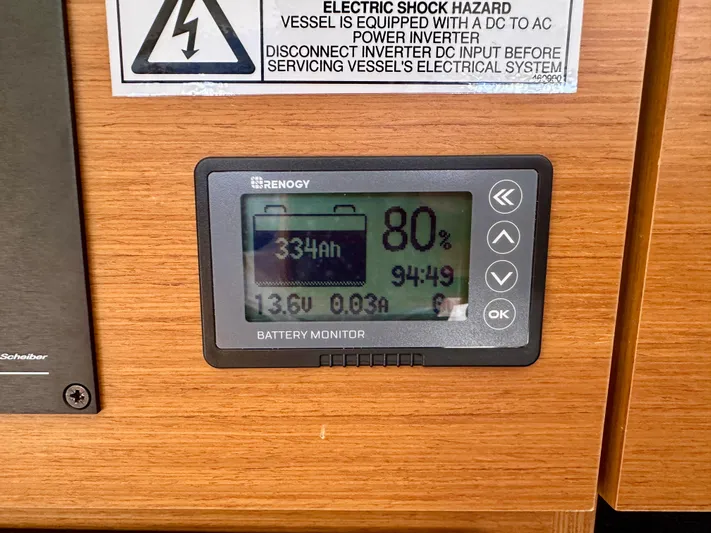 ELECTRIC SHOCK HAZARD
VESSEL IS EQUIPPED WITH A DC TO AC
POWER INVERTER
DISCONNECT INVERTER DC INPUT BEFORE
SERVICING VESSEL'S ELECTRICAL SYSTEM
RENOGY
334Ah
80%
94:49
13.6V 0.03A
OK
BATTERY MONITOR
Scheiber